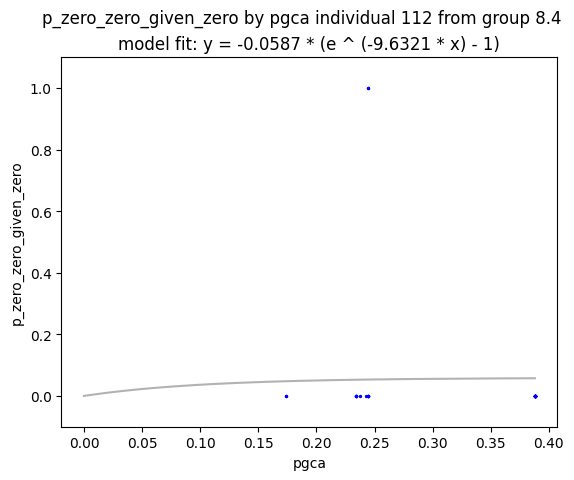 p_zero_zero_given_zero by pgca individual 112 from group 8.4
model fit: y = -0.0587 * (e ^ (-9.6321 * x) - 1)
p_zero_zero_given_zero
1.0
0.8
0.6
0.4
0.2
0.0
0.00 0.05 0.10 0.15 0.20 0.25 0.30 0.35 0.40
pgca